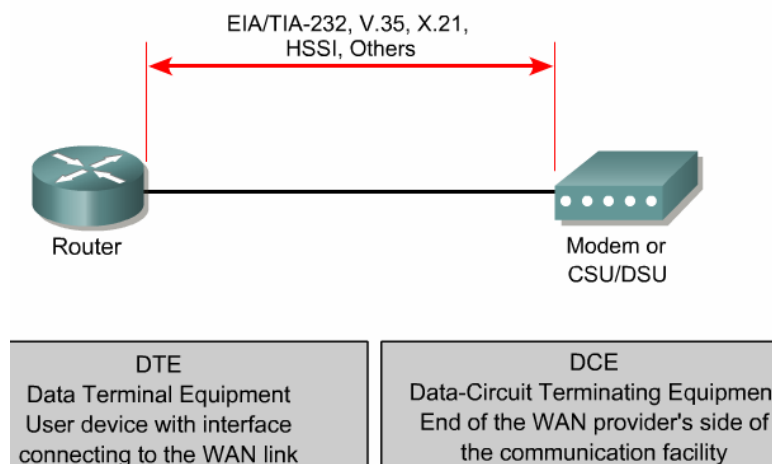 EIA/TIA-232, V.35, X.21,
HSSI, Others
Router
Modem or
CSU/DSU
DTE
Data Terminal Equipment
User device with interface
connecting to the WAN link
DCE
Data-Circuit Terminating Equipmen
End of the WAN provider's side of
the communication facility